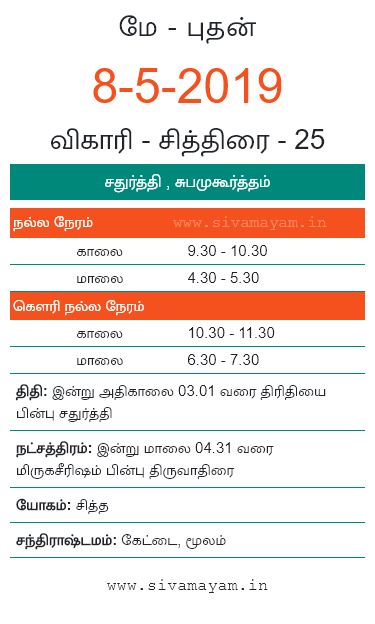 மே - புதன்
8-5-2019
விகாரி - சித்திரை - 25
சதுர்த்தி , சுபமுகூர்த்தம்
நல்ல நேரம் www.sivamayam.in
காலை 9.30 - 10.30
மாலை 4.30 - 5.30
கௌரி நல்ல நேரம்
காலை 10.30 - 11.30
மாலை 6.30 - 7.30
திதி: இன்று அதிகாலை 03.01 வரை திரிதியை
பின்பு சதுர்த்தி
நட்சத்திரம்: இன்று மாலை 04.31 வரை
மிருகசீரிஷம் பின்பு திருவாதிரை
யோகம்: சித்த
சந்திராஷ்டமம்: கேட்டை, மூலம்
www.sivamayam.in